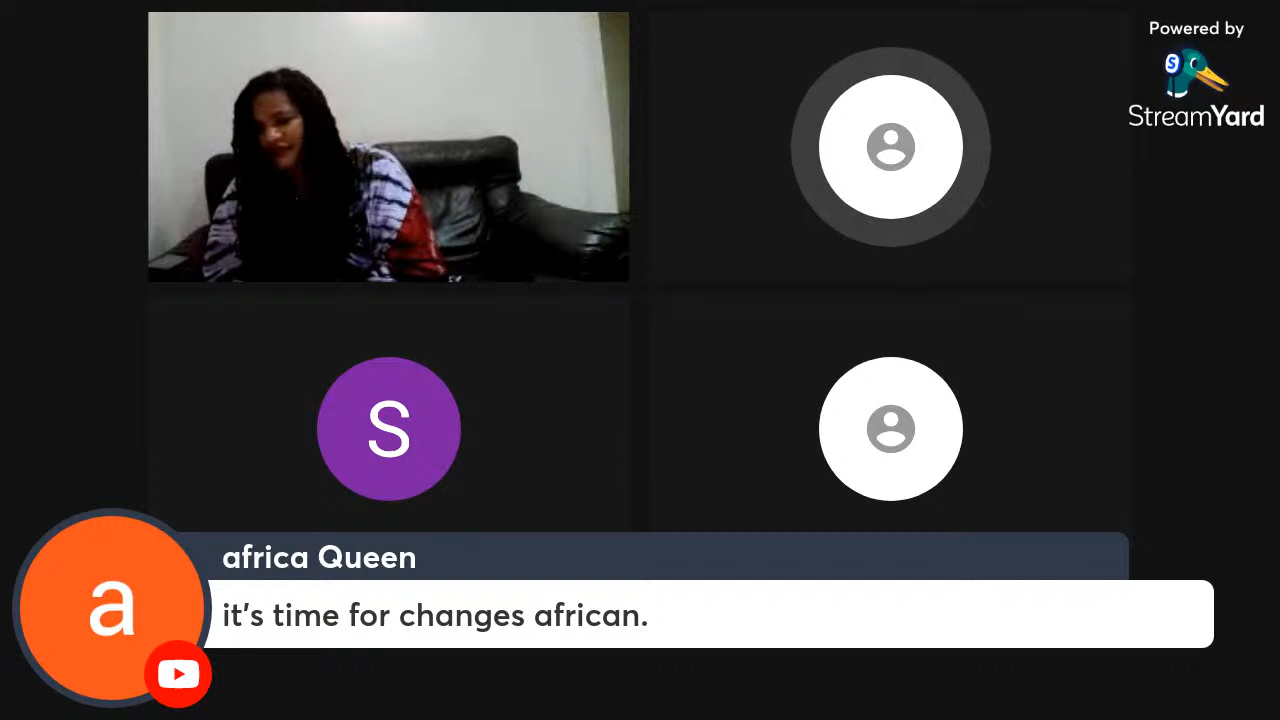 Powered by
S
StreamYard
S
a
africa Queen
it's time for changes african.